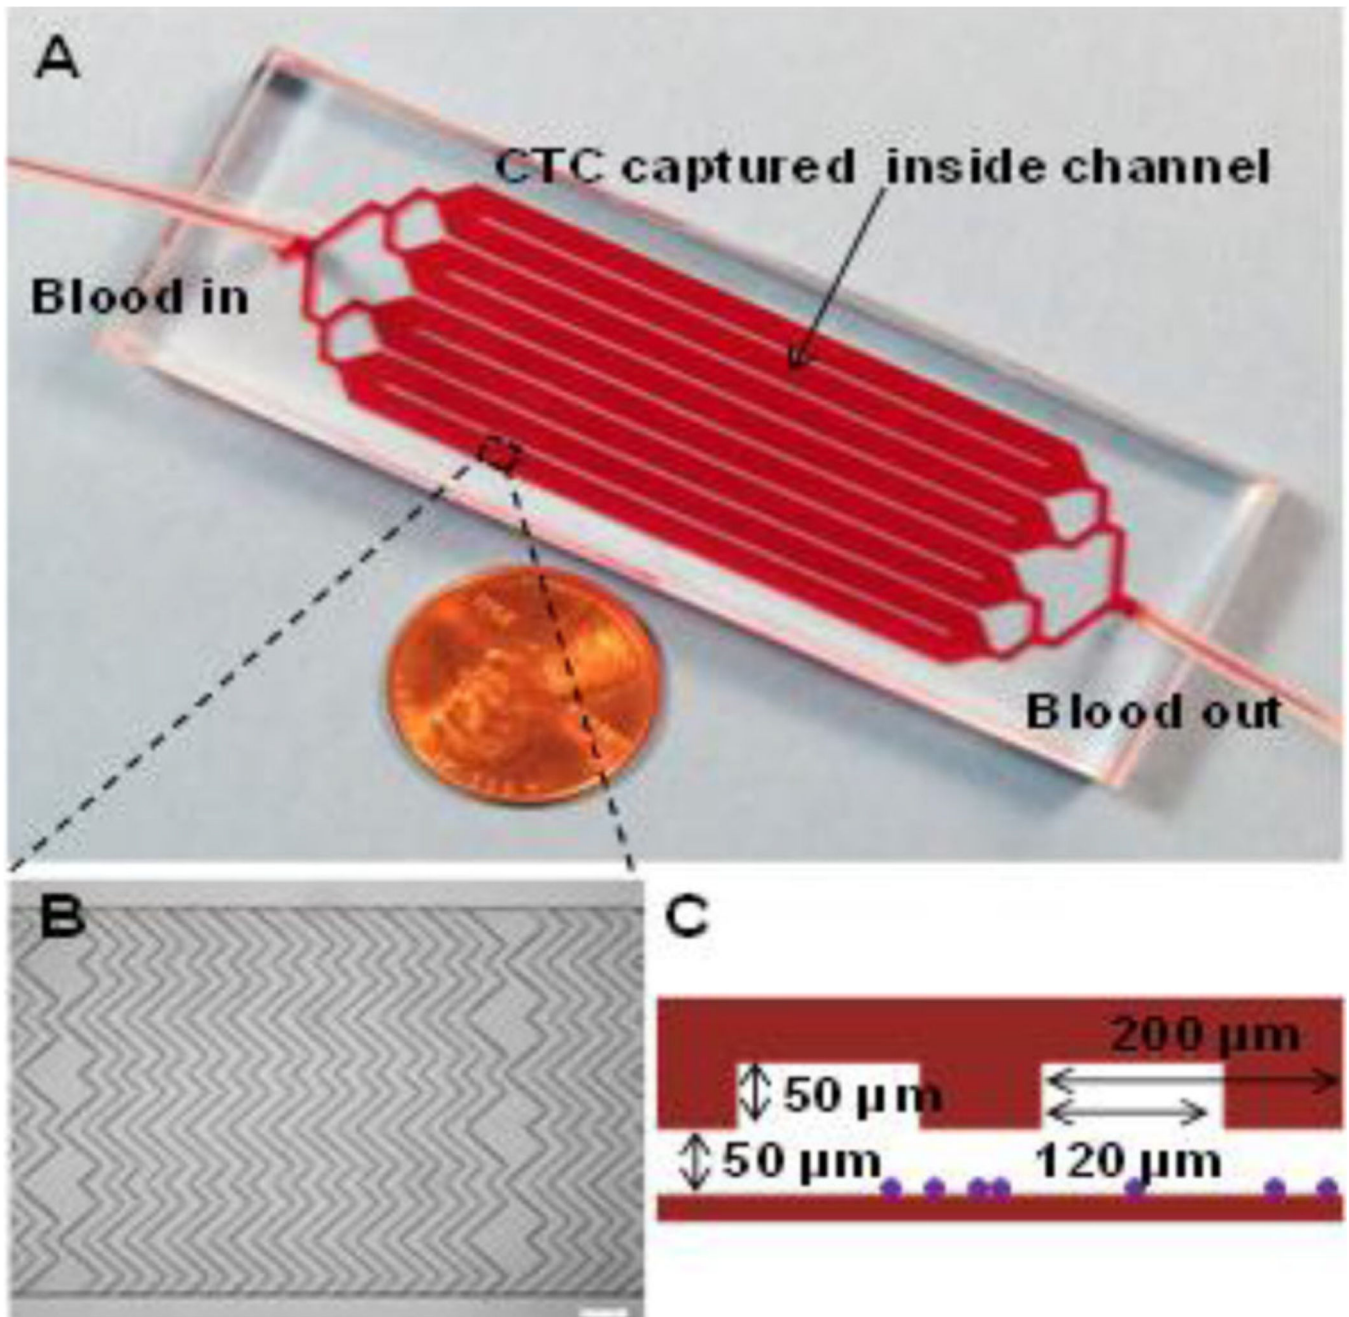 A
CTC captured inside channel
Blood in
Blood out
B
C
200 µm
50 µm
50 µm
120 µm